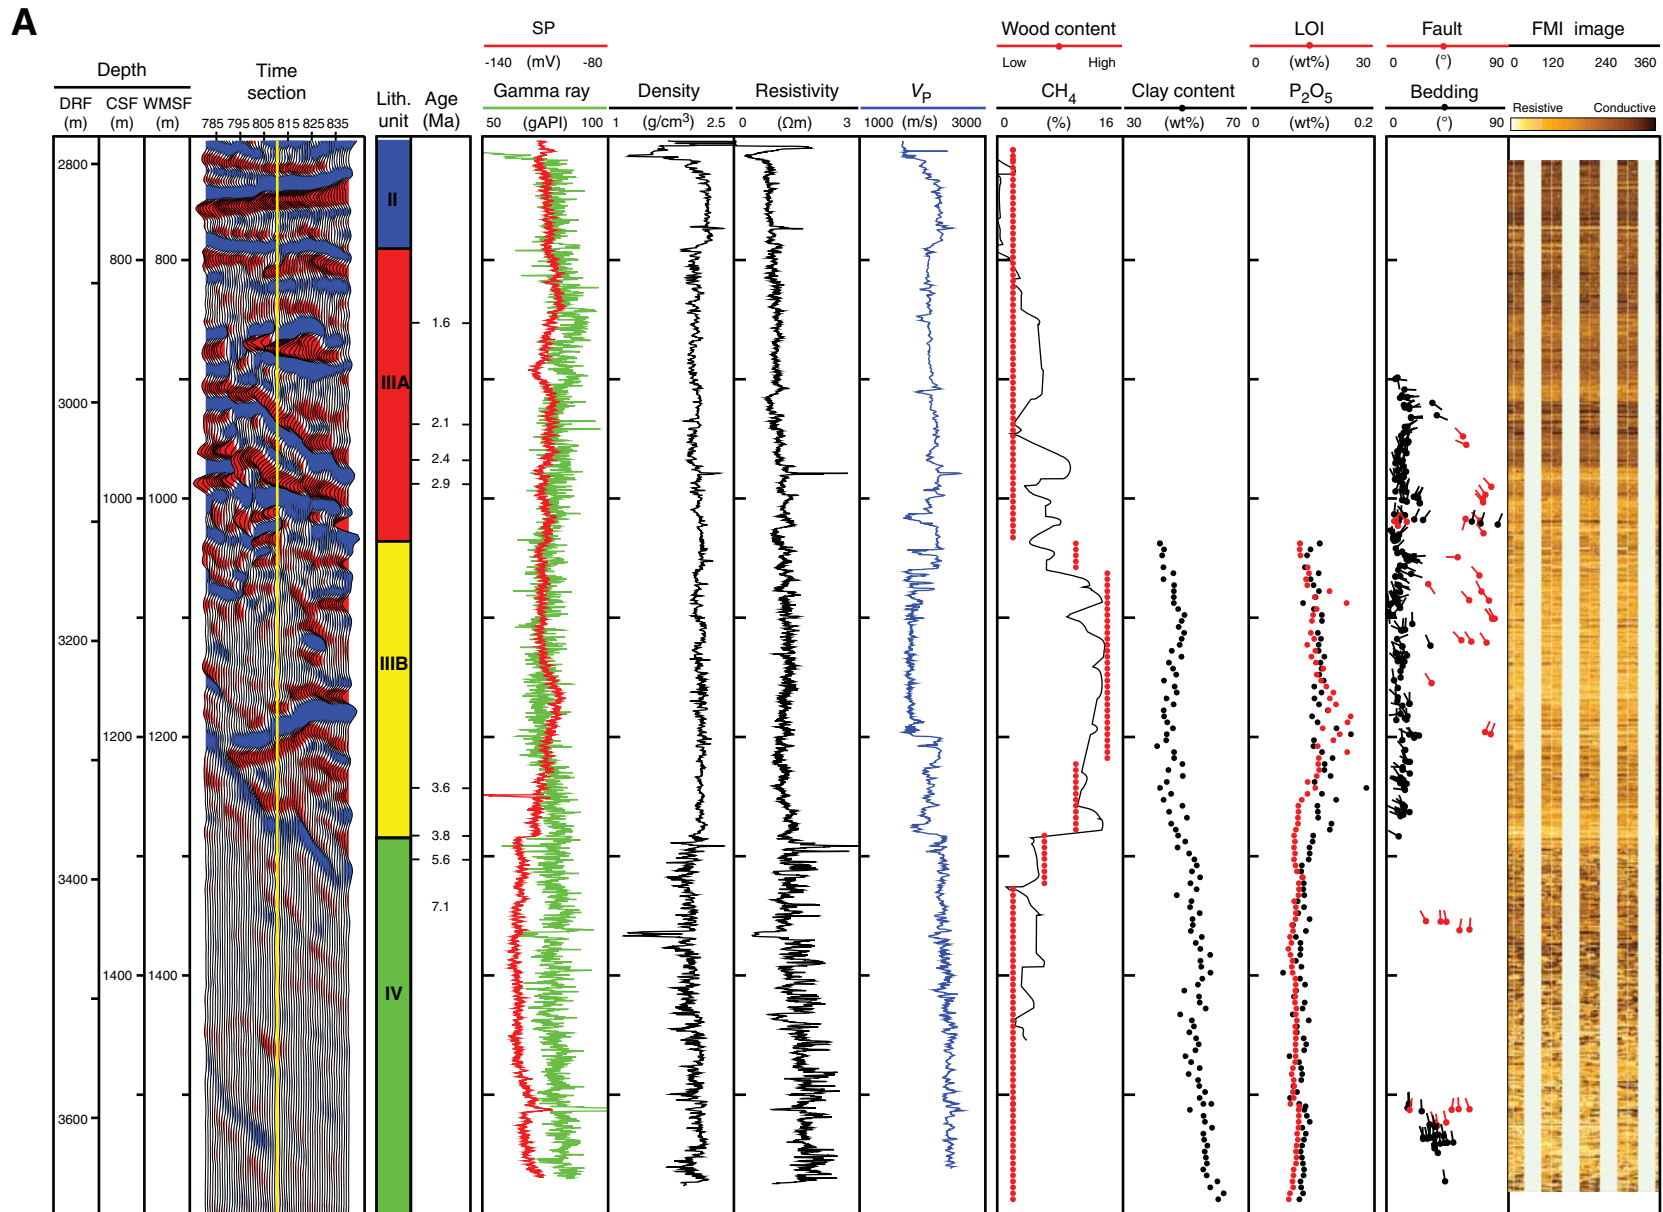 A
SP
Wood content
LOI
Fault
FMI image
-140 (mV) -80
Low High
0 (wt%) 30
0 (°) 90
0 120 240 360
Depth
Time
section
Lith.
unit
Age
(Ma)
Gamma ray
Density
Resistivity
VP
CH4
Clay content
P2O5
Bedding
Resistive Conductive
DRF
(m)
CSF
(m)
WMSF
(m)
785 795 805 815 825 835
50 (gAPI) 100
1 (g/cm3) 2.5
0 (Ωm) 3
1000 (m/s) 3000
0 (%) 16
30 (wt%) 70
0 (wt%) 0.2
0 (°) 90
2800
II
800 800
1.6
IIIA
3000
2.1
2.4
2.9
1000 1000
3200
IIIB
1200 1200
3.6
3.8
5.6
3400
7.1
1400 1400
IV
3600